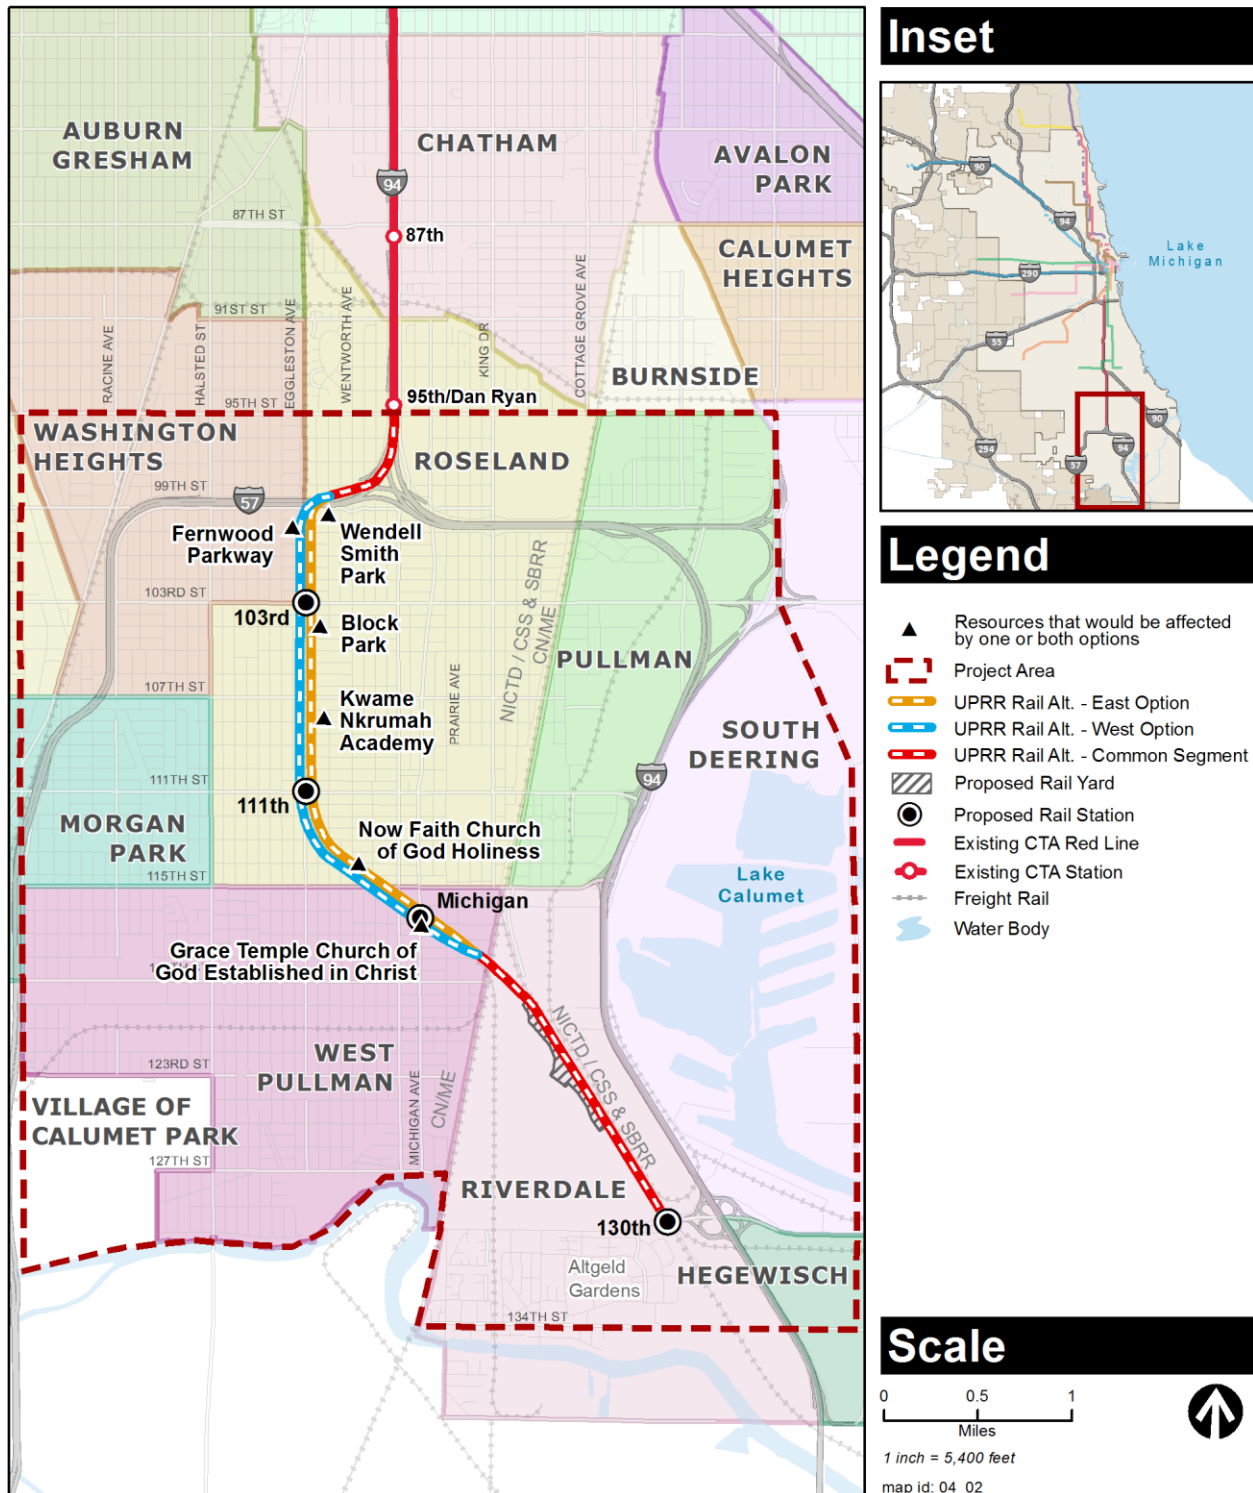 AUBURN
GRESHAM
CHATHAM
AVALON
PARK
94
87TH ST
87th
CALUMET
HEIGHTS
91ST ST
RACINE AVE
HALSTED ST
EGGLESTON AVE
WENTWORTH AVE
KING DR
COTTAGE GROVE AVE
BURNSIDE
95TH ST
95th/Dan Ryan
WASHINGTON
HEIGHTS
ROSELAND
99TH ST
57
Fernwood
Parkway
Wendell
Smith
Park
103RD ST
103rd
Block
Park
NICTD / CSS & SBRR
CN/ME
PULLMAN
107TH ST
Kwame
Nkrumah
Academy
PRAIRIE AVE
SOUTH
DEERING
111TH ST
111th
94
MORGAN
PARK
Now Faith Church
of God Holiness
115TH ST
Michigan
Lake
Calumet
Grace Temple Church of
God Established in Christ
NICTD / CSS & SBRR
WEST
PULLMAN
123RD ST
MICHIGAN AVE
CN/ME
VILLAGE OF
CALUMET PARK
127TH ST
RIVERDALE
130th
Altgeld
Gardens
HEGEWISCH
134TH ST
Inset
90
94
Lake
Michigan
290
55
294
57
94
90
Legend
Resources that would be affected
by one or both options
Project Area
UPRR Rail Alt. - East Option
UPRR Rail Alt. - West Option
UPRR Rail Alt. - Common Segment
Proposed Rail Yard
Proposed Rail Station
Existing CTA Red Line
Existing CTA Station
Freight Rail
Water Body
Scale
0 0.5 1
Miles
1 inch = 5,400 feet
map id: 04_02